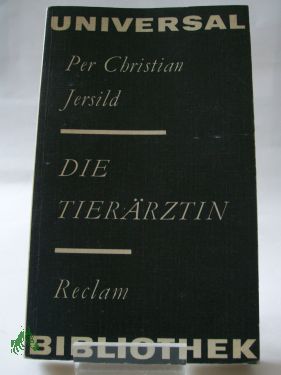 UNIVERSAL
Per Christian
Jersild
DIE
TIERÄRZTIN
Reclam
BIBLIOTHEK